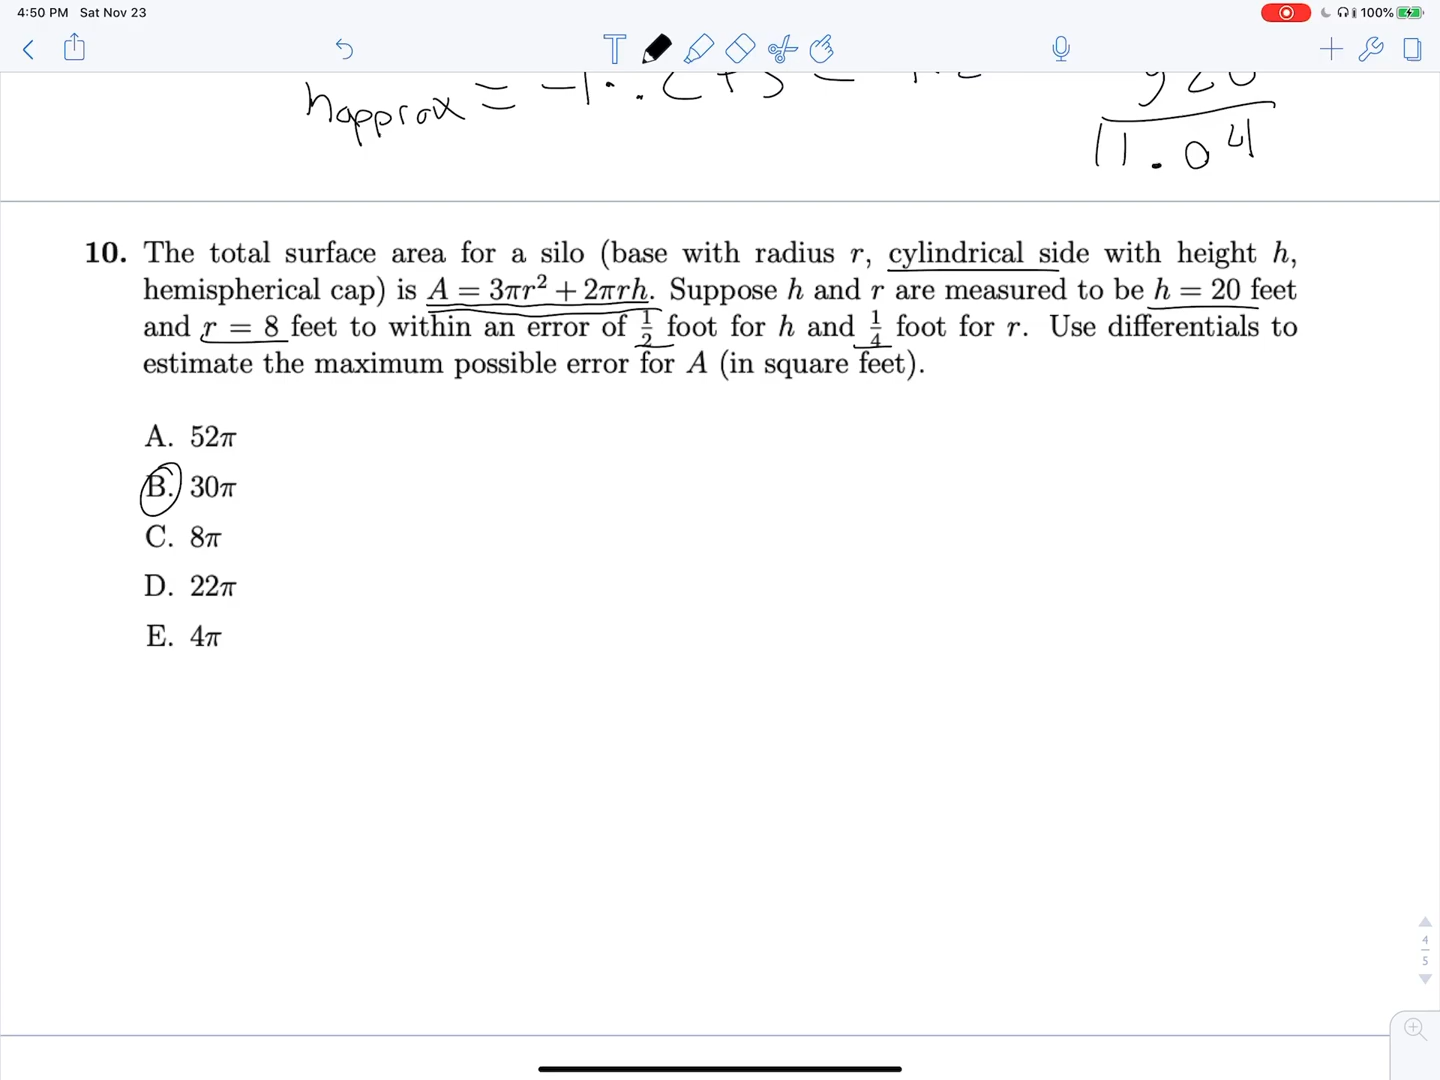 4:50 PM Sat Nov 23
100%
T
h approx =
11.04
10. The total surface area for a silo (base with radius r, cylindrical side with height h,
hemispherical cap) is A = 3πr² + 2πrh. Suppose h and r are measured to be h = 20 feet
and r = 8 feet to within an error of 1/2 foot for h and 1/4 foot for r. Use differentials to
estimate the maximum possible error for A (in square feet).
A. 52π
B. 30π
C. 8π
D. 22π
E. 4π
4
5